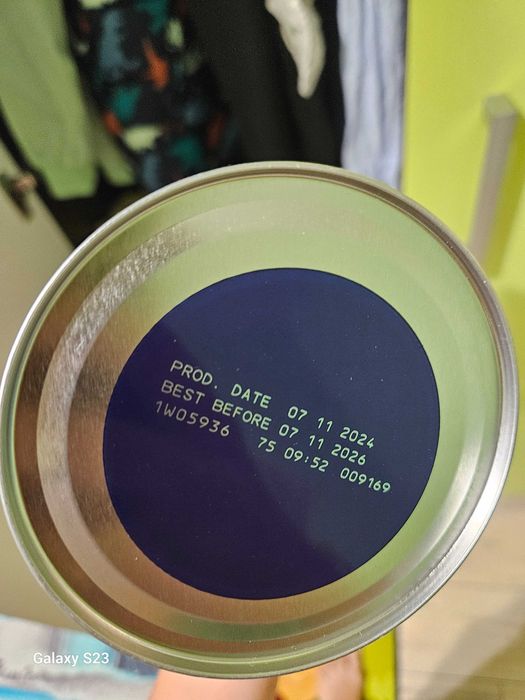 PROD. DATE 07 11 2024
BEST BEFORE 07 11 2026
1W05936 75 09:52 009169
Galaxy S23